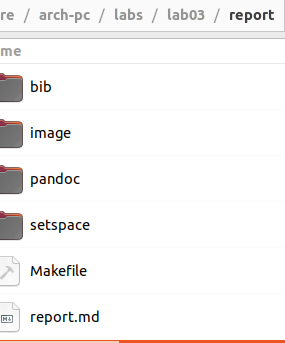 re / arch-pc / labs / lab03 / report
me
bib
image
pandoc
setspace
Makefile
report.md